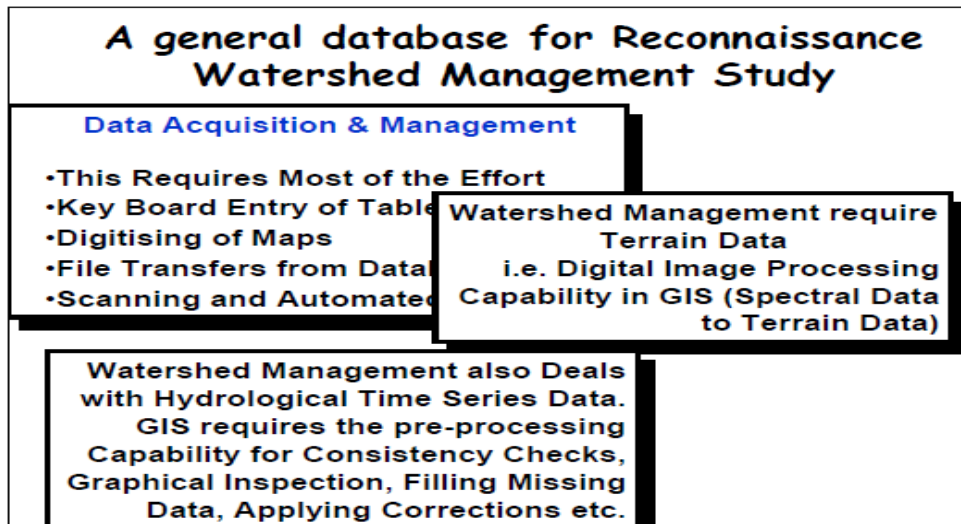 A general database for Reconnaissance
Watershed Management Study
Data Acquisition & Management
•This Requires Most of the Effort
•Key Board Entry of Table
•Digitising of Maps
•File Transfers from
•Scanning and Automated
Watershed Management require
Terrain Data
i.e. Digital Image Processing
Capability in GIS (Spectral Data
to Terrain Data)
Watershed Management also Deals
with Hydrological Time Series Data.
GIS requires the pre-processing
Capability for Consistency Checks,
Graphical Inspection, Filling Missing
Data, Applying Corrections etc.